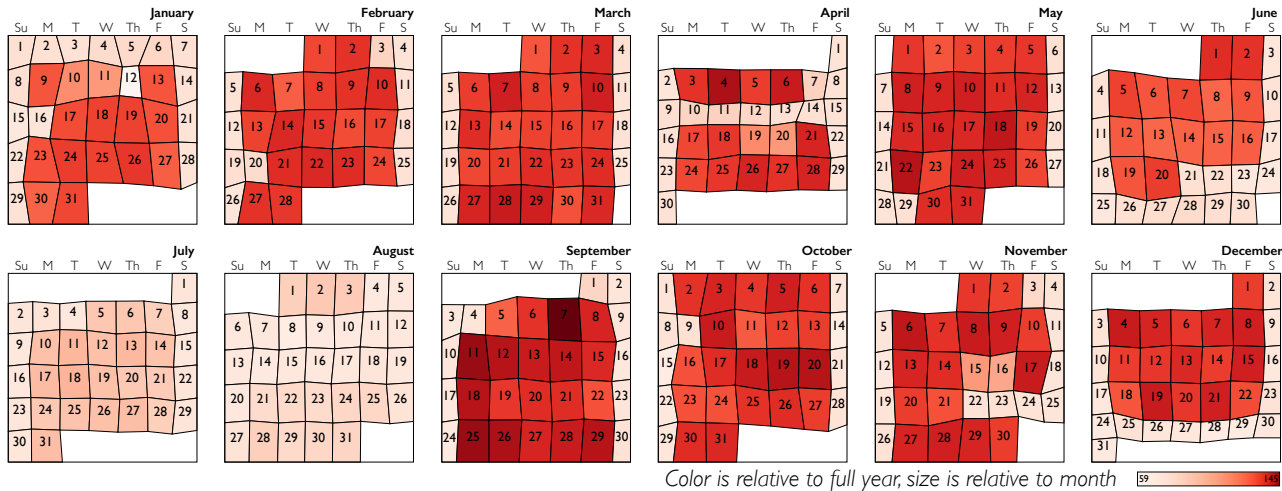 January
Su M T W Th F S
1 2 3 4 5 6 7
8 9 10 11 12 13 14
15 16 17 18 19 20 21
22 23 24 25 26 27 28
29 30 31
February
Su M T W Th F S
1 2 3 4
5 6 7 8 9 10 11
12 13 14 15 16 17 18
19 20 21 22 23 24 25
26 27 28
March
Su M T W Th F S
1 2 3 4
5 6 7 8 9 10 11
12 13 14 15 16 17 18
19 20 21 22 23 24 25
26 27 28 29 30 31
April
Su M T W Th F S
1
2 3 4 5 6 7 8
9 10 11 12 13 14 15
16 17 18 19 20 21 22
23 24 25 26 27 28 29
30
May
Su M T W Th F S
1 2 3 4 5 6
7 8 9 10 11 12 13
14 15 16 17 18 19 20
21 22 23 24 25 26 27
28 29 30 31
June
Su M T W Th F S
1 2 3
4 5 6 7 8 9 10
11 12 13 14 15 16 17
18 19 20 21 22 23 24
25 26 27 28 29 30
July
Su M T W Th F S
1
2 3 4 5 6 7 8
9 10 11 12 13 14 15
16 17 18 19 20 21 22
23 24 25 26 27 28 29
30 31
August
Su M T W Th F S
1 2 3 4 5
6 7 8 9 10 11 12
13 14 15 16 17 18 19
20 21 22 23 24 25 26
27 28 29 30 31
September
Su M T W Th F S
1 2
3 4 5 6 7 8 9
10 11 12 13 14 15 16
17 18 19 20 21 22 23
24 25 26 27 28 29 30
October
Su M T W Th F S
1 2 3 4 5 6 7
8 9 10 11 12 13 14
15 16 17 18 19 20 21
22 23 24 25 26 27 28
29 30 31
November
Su M T W Th F S
1 2 3 4
5 6 7 8 9 10 11
12 13 14 15 16 17 18
19 20 21 22 23 24 25
26 27 28 29 30
December
Su M T W Th F S
1 2
3 4 5 6 7 8 9
10 11 12 13 14 15 16
17 18 19 20 21 22 23
24 25 26 27 28 29 30
31
Color is relative to full year, size is relative to month
59 145